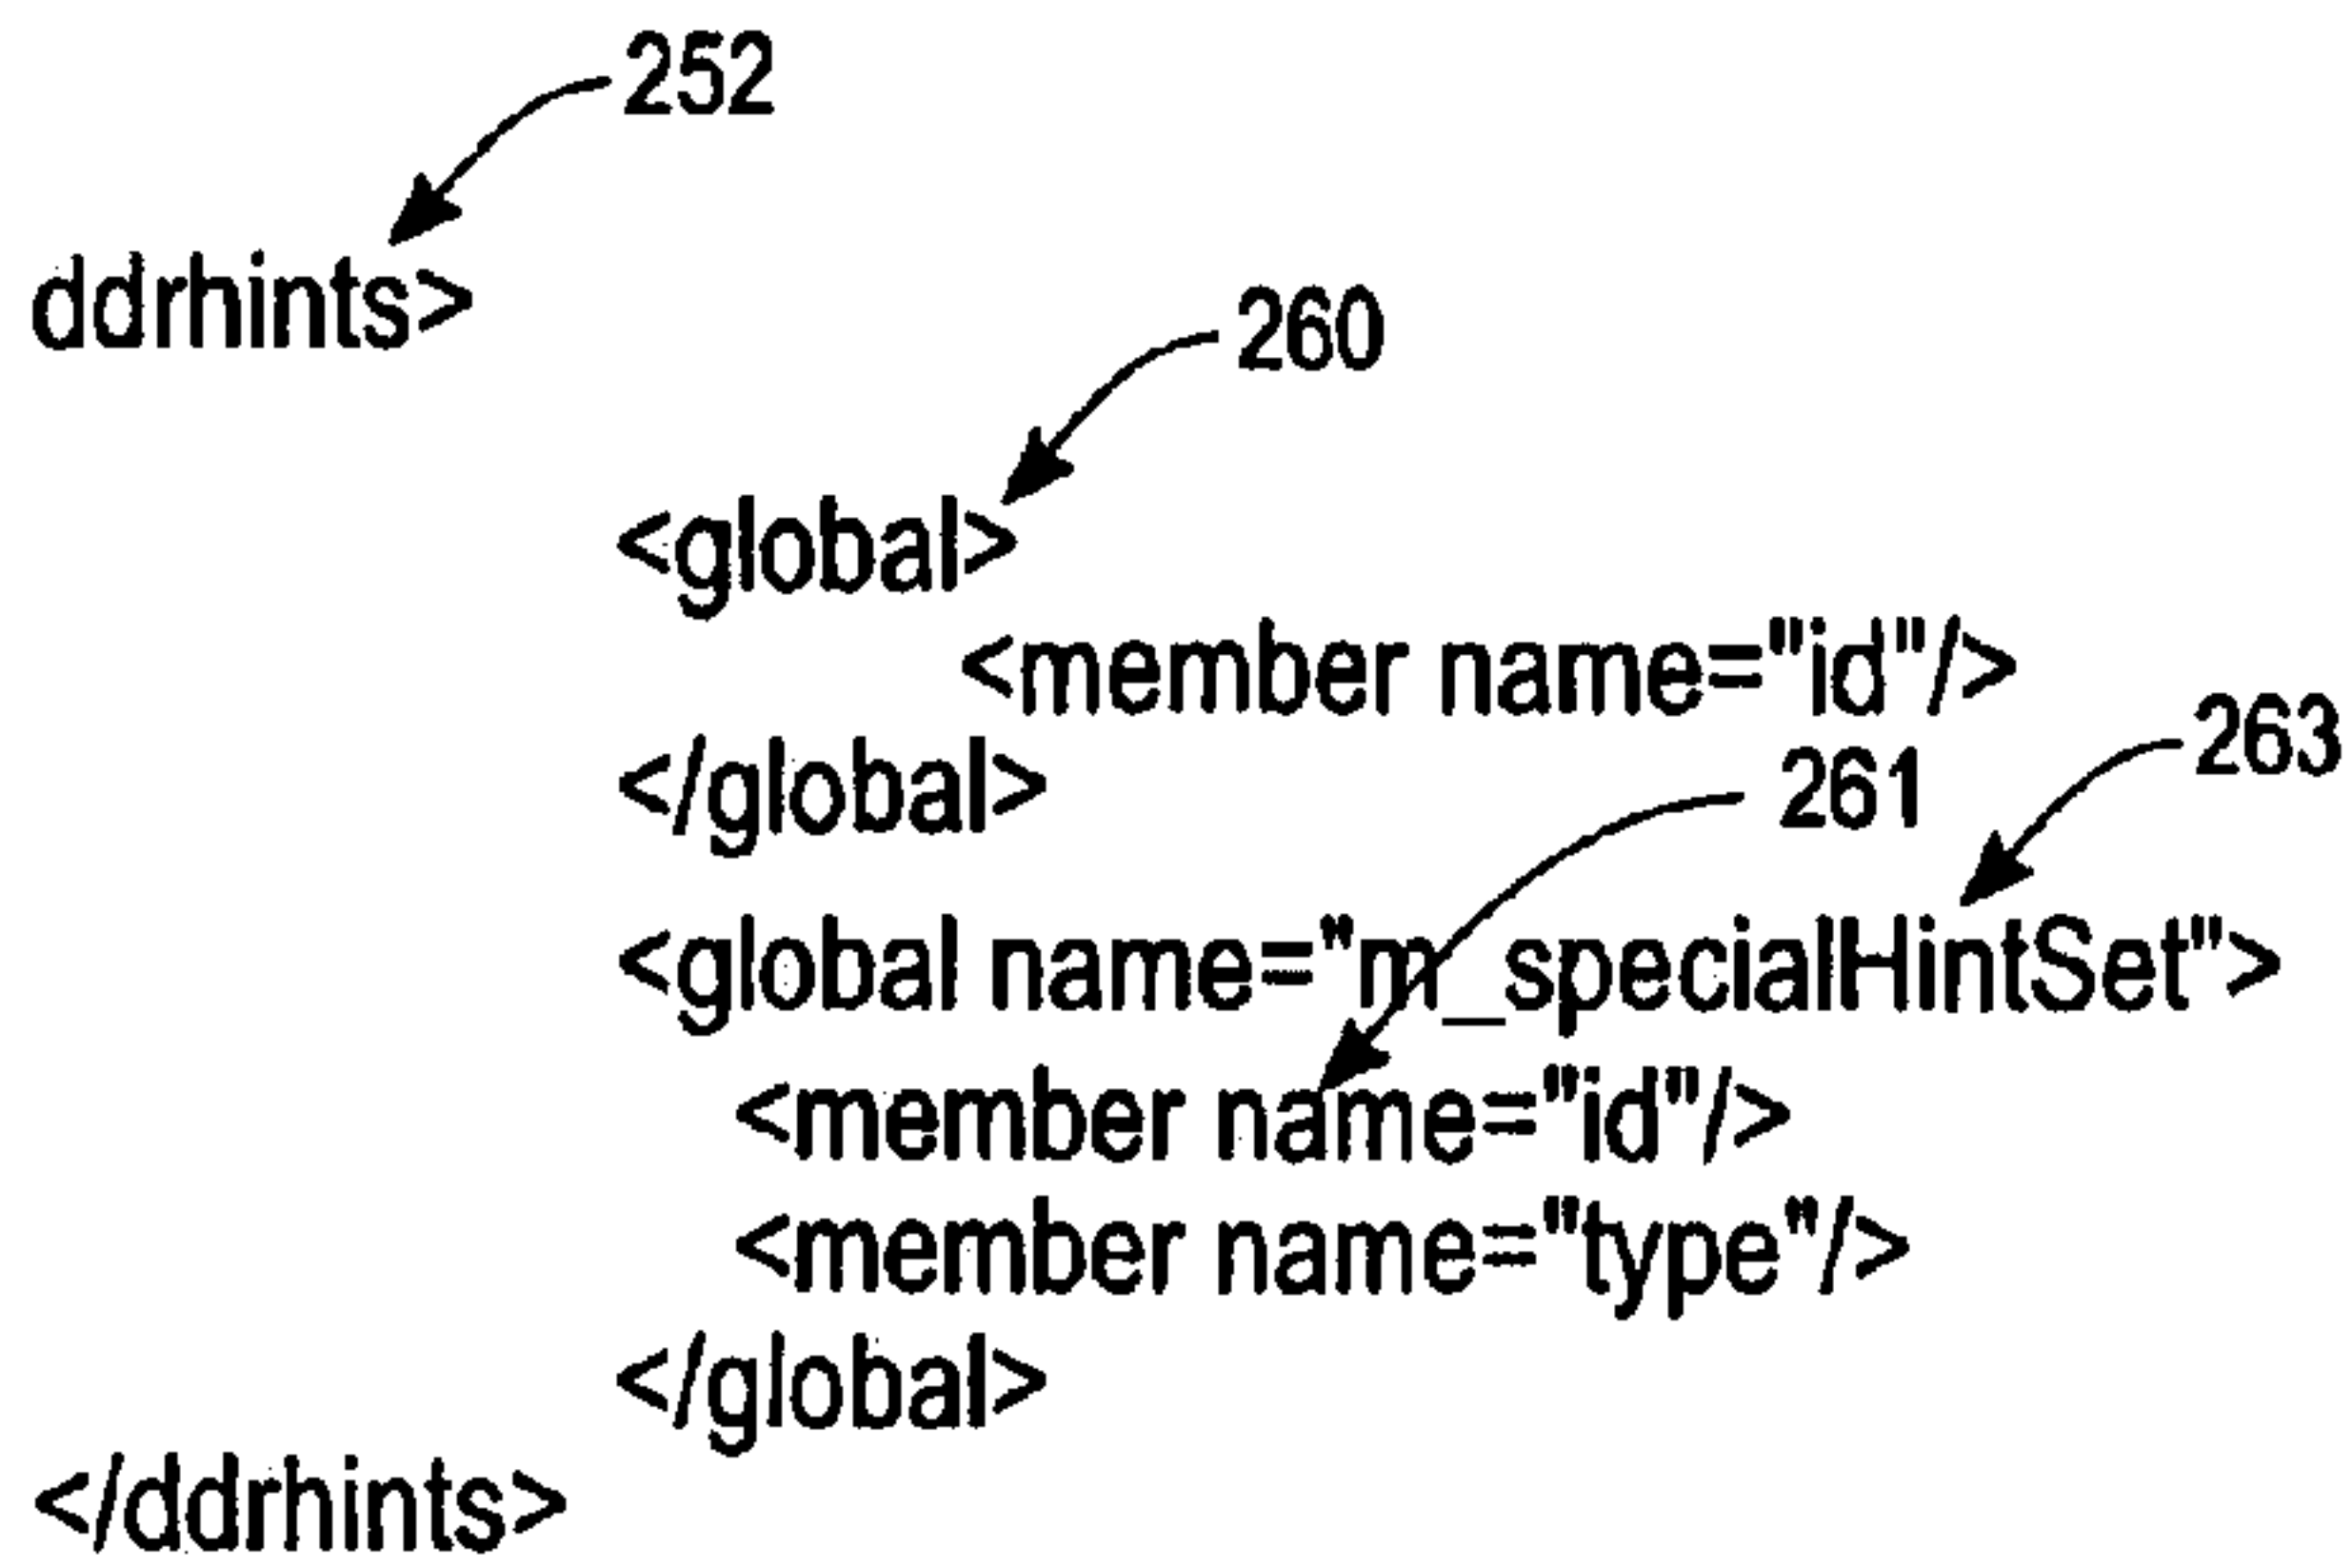 252
ddrhints>
260
<global>
<member name="id"/>
263
</global>
261
<global name="m_specialHintSet">
<member name="id"/>
<member name="type"/>
</global>
</ddrhints>